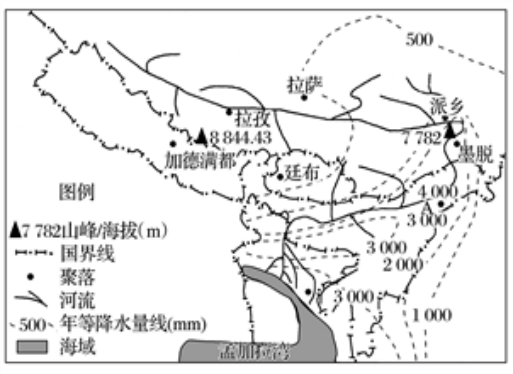 500
拉萨
派乡
拉孜
7 782
8 844.43
墨脱
加德满都
廷布
图例
4 000
3 000
▲7 782山峰/海拔(m)
国界线
3 000
2 000
聚落
河流
3 000
1 000
500 年等降水量线(mm)
海域
孟加拉湾